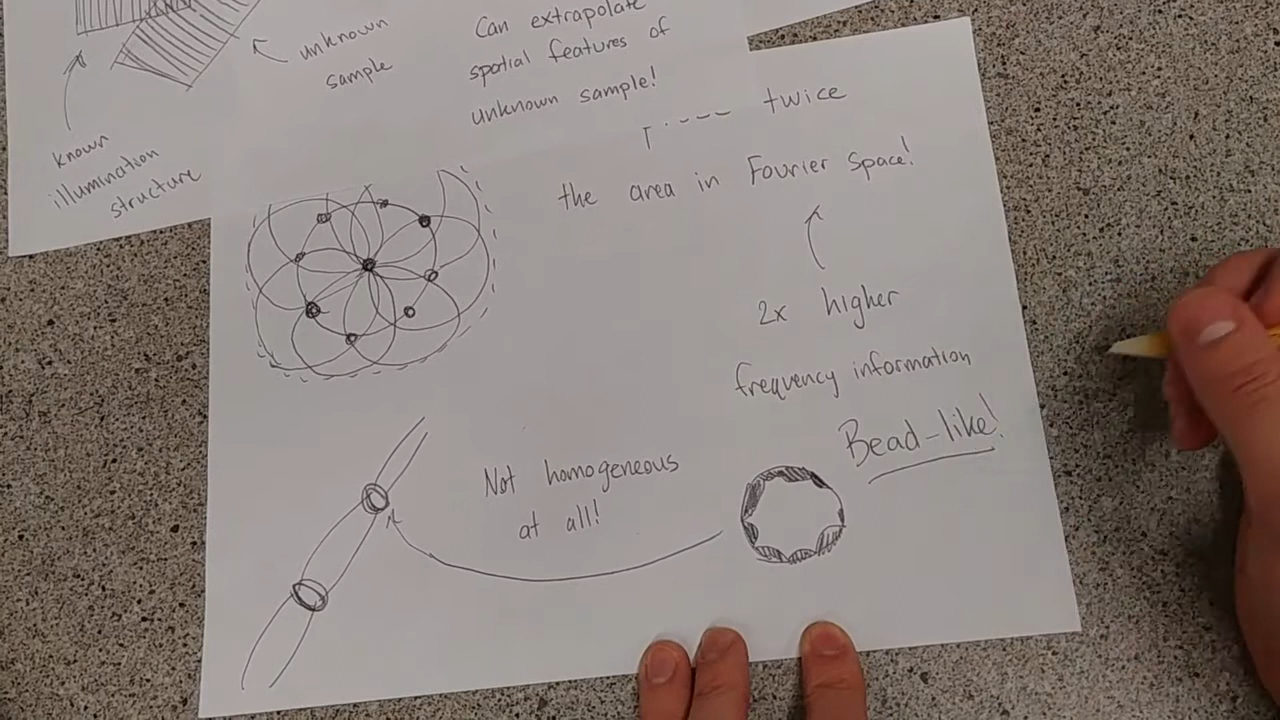 unknown
sample
Can extrapolate
spatial features of
unknown sample!
known
illumination
structure
twice
the area in Fourier Space!
2x higher
frequency information
Bead-like!
Not homogeneous
at all!